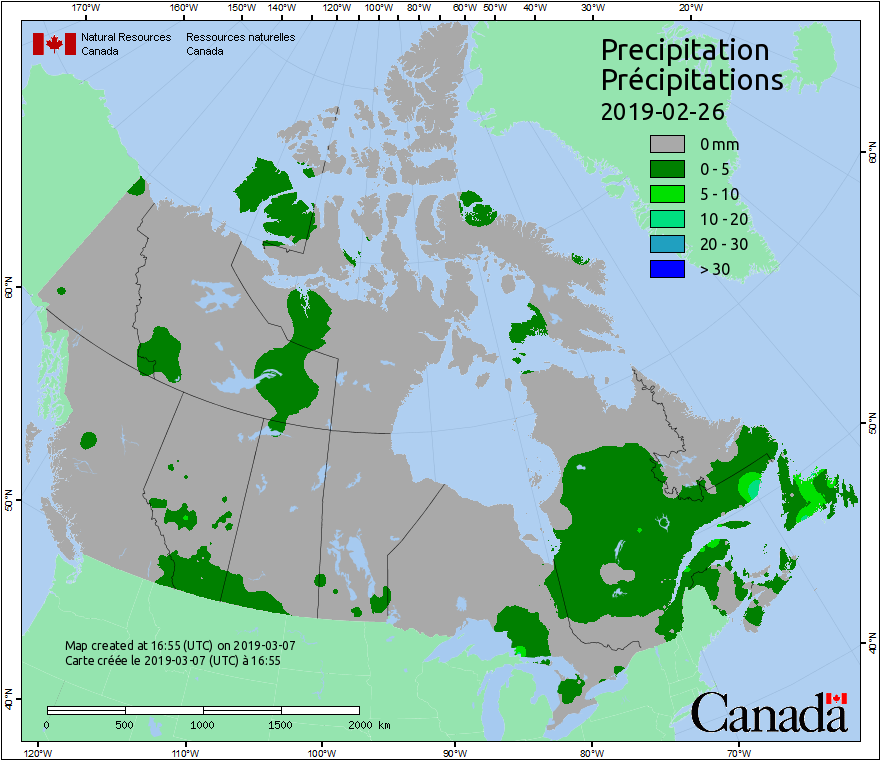 170°W 160°W 150°W 140°W 120°W 100°W 80°W 60°W 50°W 40°W 30°W 20°W
Natural Resources Ressources naturelles
Canada Canada
Precipitation
Précipitations
2019-02-26
0 mm
0 - 5
5 - 10
10 - 20
20 - 30
> 30
60°N 60°N
50°N 50°N
40°N 40°N
Map created at 16:55 (UTC) on 2019-03-07
Carte créée le 2019-03-07 (UTC) à 16:55
0 500 1000 1500 2000 km
Canada
120°W 110°W 100°W 90°W 80°W 70°W